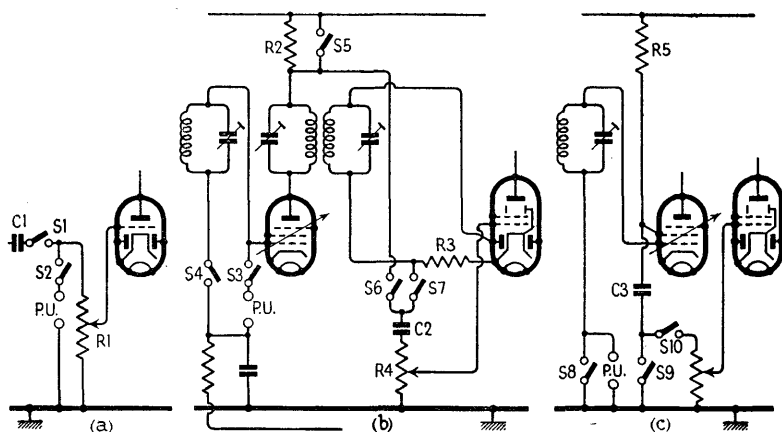 R2
S5
R5
C1
S1
S2
P.U.
R1
S4
S3
P.U.
R3
S6
S7
C2
R4
C3
S10
S8
P.U.
S9
(a)
(b)
(c)